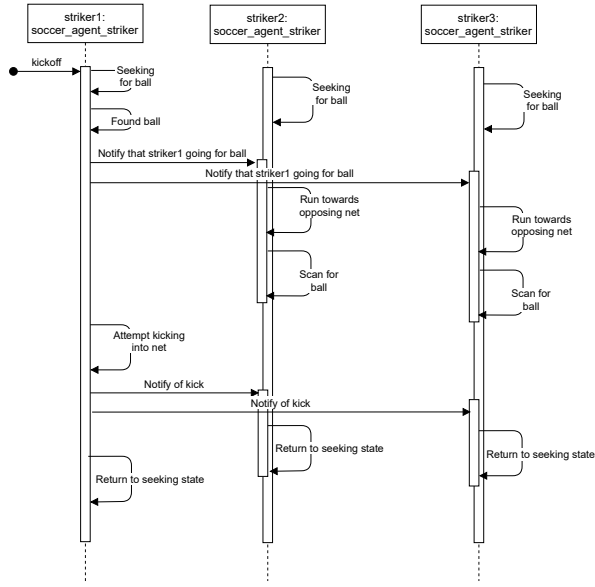 striker1:
soccer_agent_striker
striker2:
soccer_agent_striker
striker3:
soccer_agent_striker
kickoff
Seeking
for ball
Seeking
for ball
Seeking
for ball
Found ball
Notify that striker1 going for ball
Notify that striker1 going for ball
Run towards
opposing net
Run towards
opposing net
Scan for
ball
Scan for
ball
Attempt kicking
into net
Notify of kick
Notify of kick
Return to seeking state
Return to seeking state
Return to seeking state